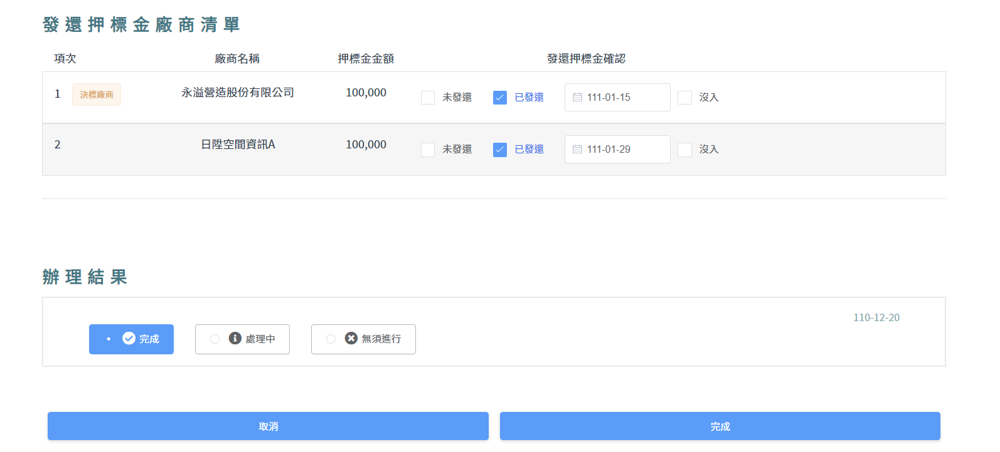 發還押標金廠商清單
項次 廠商名稱 押標金金額 發還押標金確認
1 決標廠商 永溢營造股份有限公司 100,000 未發還 已發還 111-01-15 沒入
2 日陞空間資訊A 100,000 未發還 已發還 111-01-29 沒入
辦理結果
110-12-20
完成 處理中 無須進行
取消 完成